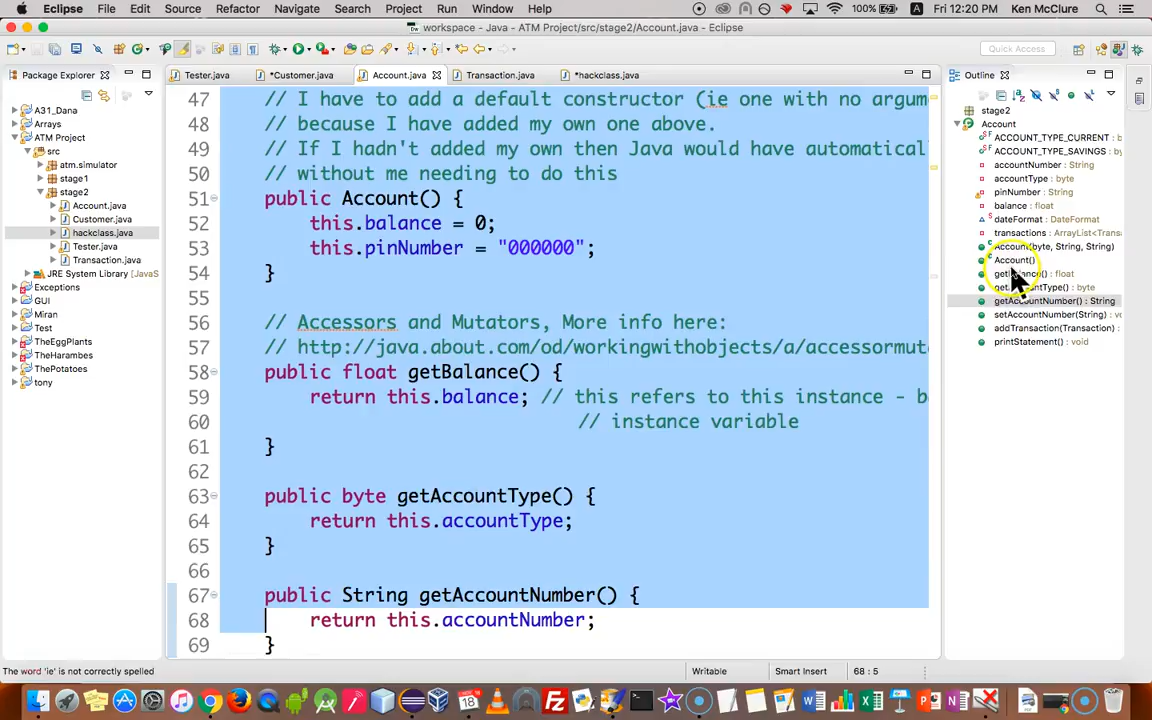 Eclipse File Edit Source Refactor Navigate Search Project Run Window Help 100% Fri 12:20 PM Ken McClure
workspace - Java - ATM Project/src/stage2/Account.java - Eclipse
Quick Access
Package Explorer
Tester.java *Customer.java Account.java Transaction.java *hackclass.java
Outline
A31_Dana
Arrays
ATM Project
src
atm.simulator
stage1
stage2
Account.java
Customer.java
hackclass.java
Tester.java
Transaction.java
JRE System Library [JavaS
Exceptions
GUI
Miran
Test
TheEggPlants
TheHarambes
ThePotatoes
tony
47 // I have to add a default constructor (ie one with no argum
48 // because I have added my own one above.
49 // If I hadn't added my own then Java would have automatical
50 // without me needing to do this
51 public Account() {
52 this.balance = 0;
53 this.pinNumber = "000000";
54 }
55
56 // Accessors and Mutators, More info here:
57 // http://java.about.com/od/workingwithobjects/a/accessormut
58 public float getBalance() {
59 return this.balance; // this refers to this instance - b
60 // instance variable
61 }
62
63 public byte getAccountType() {
64 return this.accountType;
65 }
66
67 public String getAccountNumber() {
68 return this.accountNumber;
69 }
stage2
Account
ACCOUNT_TYPE_CURRENT : b
ACCOUNT_TYPE_SAVINGS : by
accountNumber : String
accountType : byte
pinNumber : String
balance : float
dateFormat : DateFormat
transactions : ArrayList<Trans
Account(byte, String, String)
Account()
: float
: byte
getAccountNumber() : String
setAccountNumber(String) : vo
addTransaction(Transaction) :
printStatement() : void
The word 'ie' is not correctly spelled Writable Smart Insert 68 : 5